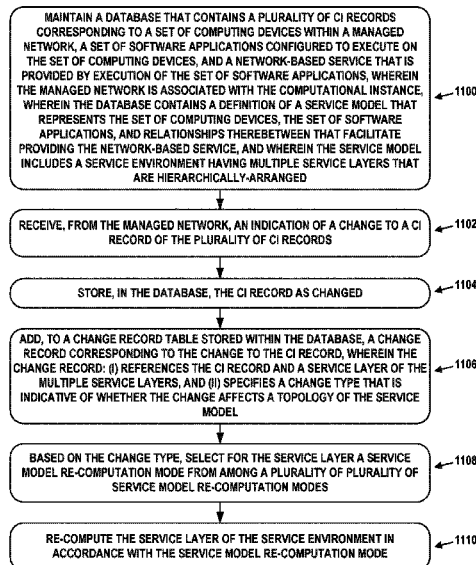 MAINTAIN A DATABASE THAT CONTAINS A PLURALITY OF CI RECORDS
CORRESPONDING TO A SET OF COMPUTING DEVICES WITHIN A MANAGED
NETWORK, A SET OF SOFTWARE APPLICATIONS CONFIGURED TO EXECUTE ON
THE SET OF COMPUTING DEVICES, AND A NETWORK-BASED SERVICE THAT IS
PROVIDED BY EXECUTION OF THE SET OF SOFTWARE APPLICATIONS, WHEREIN
THE MANAGED NETWORK IS ASSOCIATED WITH THE COMPUTATIONAL INSTANCE,
WHEREIN THE DATABASE CONTAINS A DEFINITION OF A SERVICE MODEL THAT
REPRESENTS THE SET OF COMPUTING DEVICES, THE SET OF SOFTWARE
APPLICATIONS, AND RELATIONSHIPS THEREBETWEEN THAT FACILITATE
PROVIDING THE NETWORK-BASED SERVICE, AND WHEREIN THE SERVICE MODEL
INCLUDES A SERVICE ENVIRONMENT HAVING MULTIPLE SERVICE LAYERS THAT
ARE HIERARCHICALLY-ARRANGED
1100
RECEIVE, FROM THE MANAGED NETWORK, AN INDICATION OF A CHANGE TO A CI
RECORD OF THE PLURALITY OF CI RECORDS
1102
STORE, IN THE DATABASE, THE CI RECORD AS CHANGED
1104
ADD, TO A CHANGE RECORD TABLE STORED WITHIN THE DATABASE, A CHANGE
RECORD CORRESPONDING TO THE CHANGE TO THE CI RECORD, WHEREIN THE
CHANGE RECORD: (I) REFERENCES THE CI RECORD AND A SERVICE LAYER OF THE
MULTIPLE SERVICE LAYERS, AND (II) SPECIFIES A CHANGE TYPE THAT IS
INDICATIVE OF WHETHER THE CHANGE AFFECTS A TOPOLOGY OF THE SERVICE
MODEL
1106
BASED ON THE CHANGE TYPE, SELECT FOR THE SERVICE LAYER A SERVICE
MODEL RE-COMPUTATION MODE FROM AMONG A PLURALITY OF PLURALITY OF
SERVICE MODEL RE-COMPUTATION MODES
1108
RE-COMPUTE THE SERVICE LAYER OF THE SERVICE ENVIRONMENT IN
ACCORDANCE WITH THE SERVICE MODEL RE-COMPUTATION MODE
1110